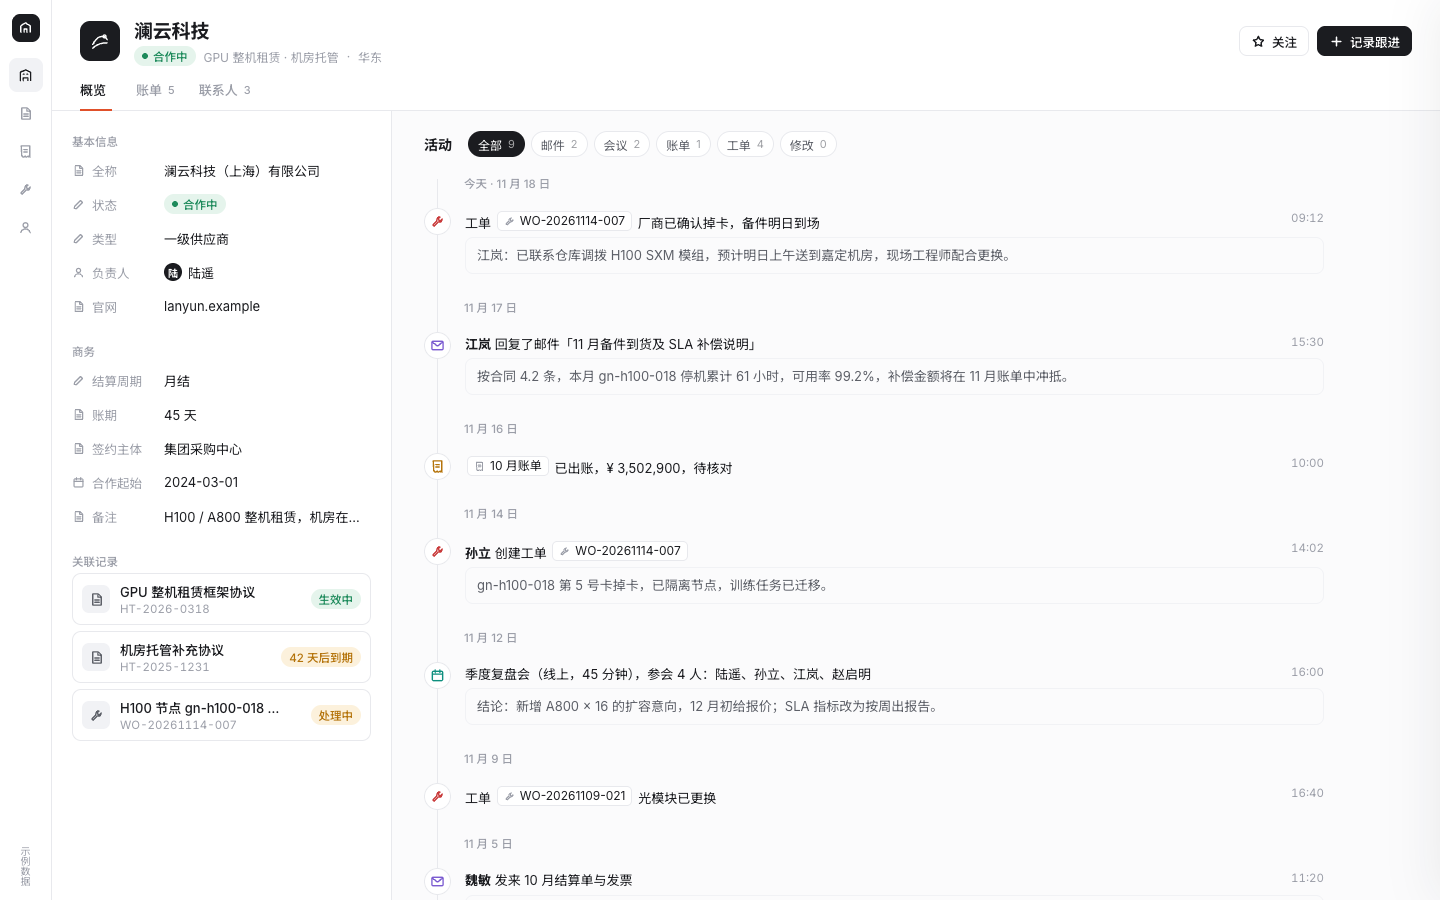 澜云科技
合作中 GPU 整机租赁 · 机房托管 · 华东
关注
记录跟进
概览 账单 5 联系人 3
基本信息
全称 澜云科技（上海）有限公司
状态 合作中
类型 一级供应商
负责人 陆 陆遥
官网 lanyun.example
商务
结算周期 月结
账期 45 天
签约主体 集团采购中心
合作起始 2024-03-01
备注 H100 / A800 整机租赁，机房在...
关联记录
GPU 整机租赁框架协议
HT-2026-0318
生效中
机房托管补充协议
HT-2025-1231
42 天后到期
H100 节点 gn-h100-018 ...
WO-20261114-007
处理中
示例数据
活动 全部 9 邮件 2 会议 2 账单 1 工单 4 修改 0
今天 · 11 月 18 日
工单 WO-20261114-007 厂商已确认掉卡，备件明日到场 09:12
江岚：已联系仓库调拨 H100 SXM 模组，预计明日上午送到嘉定机房，现场工程师配合更换。
11 月 17 日
江岚 回复了邮件「11 月备件到货及 SLA 补偿说明」 15:30
按合同 4.2 条，本月 gn-h100-018 停机累计 61 小时，可用率 99.2%，补偿金额将在 11 月账单中冲抵。
11 月 16 日
10 月账单 已出账，¥ 3,502,900，待核对 10:00
11 月 14 日
孙立 创建工单 WO-20261114-007 14:02
gn-h100-018 第 5 号卡掉卡，已隔离节点，训练任务已迁移。
11 月 12 日
季度复盘会（线上，45 分钟），参会 4 人：陆遥、孙立、江岚、赵启明 16:00
结论：新增 A800 × 16 的扩容意向，12 月初给报价；SLA 指标改为按周出报告。
11 月 9 日
工单 WO-20261109-021 光模块已更换 16:40
11 月 5 日
魏敏 发来 10 月结算单与发票 11:20